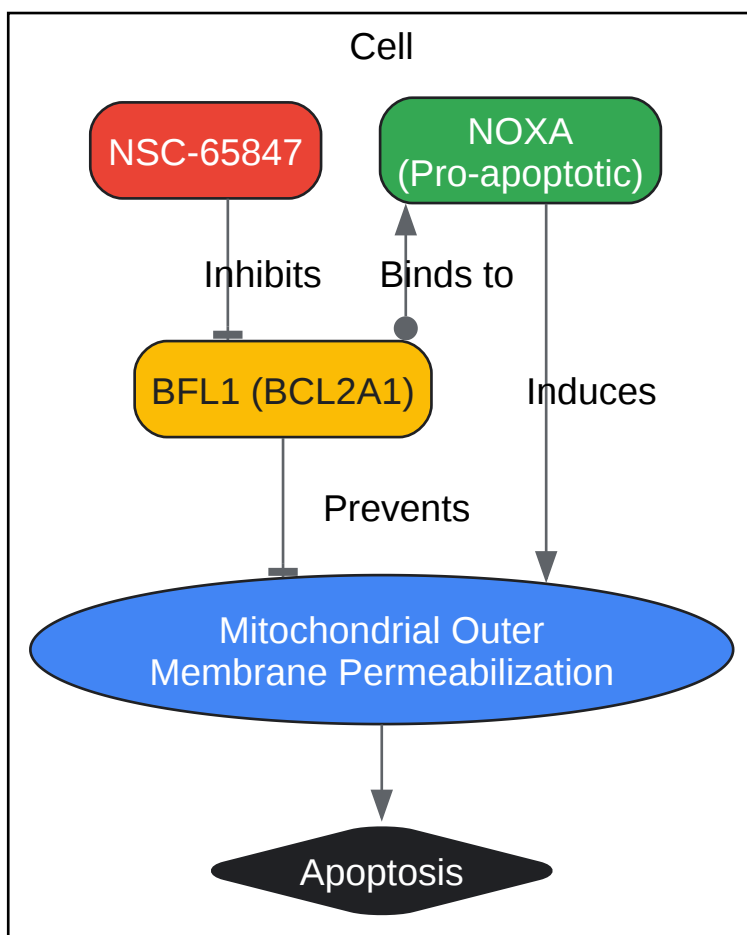 Cell
NSC-65847
NOXA
(Pro-apoptotic)
Inhibits
Binds to
BFL1 (BCL2A1)
Induces
Prevents
Mitochondrial Outer
Membrane Permeabilization
Apoptosis